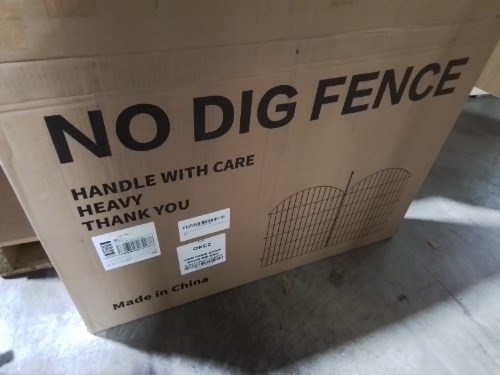 NO DIG FENCE
HANDLE WITH CARE
HEAVY
THANK YOU
Made in China